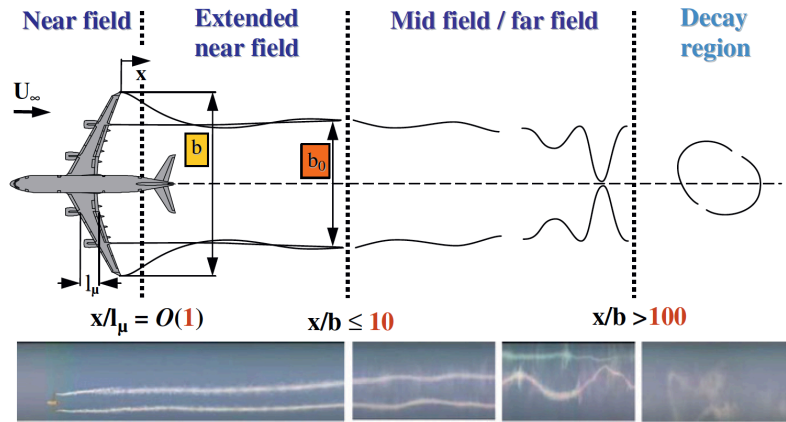 Near field
Extended
near field
Mid field / far field
Decay
region
x
U∞
b
b₀
lμ
x/lμ = O(1)
x/b ≤ 10
x/b >100